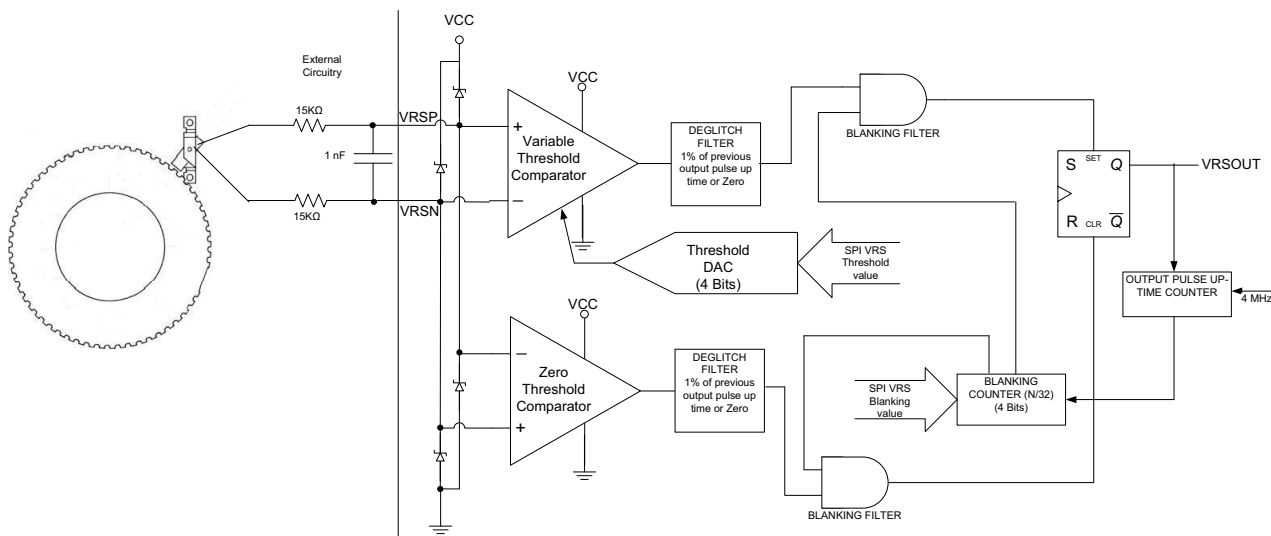 VCC
External
Circuitry
15KΩ
VRSP
1 nF
15KΩ
VRSN
VCC
+
Variable
Threshold
Comparator
−
DEGLITCH
FILTER
1% of previous
output pulse up
time or Zero
BLANKING FILTER
S SET Q
R CLR Q
VRSOUT
Threshold
DAC
(4 Bits)
SPI VRS
Threshold
value
OUTPUT PULSE UP-
TIME COUNTER
4 MHz
VCC
−
Zero
Threshold
Comparator
+
DEGLITCH
FILTER
1% of previous
output pulse up
time or Zero
SPI VRS
Blanking
value
BLANKING
COUNTER (N/32)
(4 Bits)
BLANKING FILTER